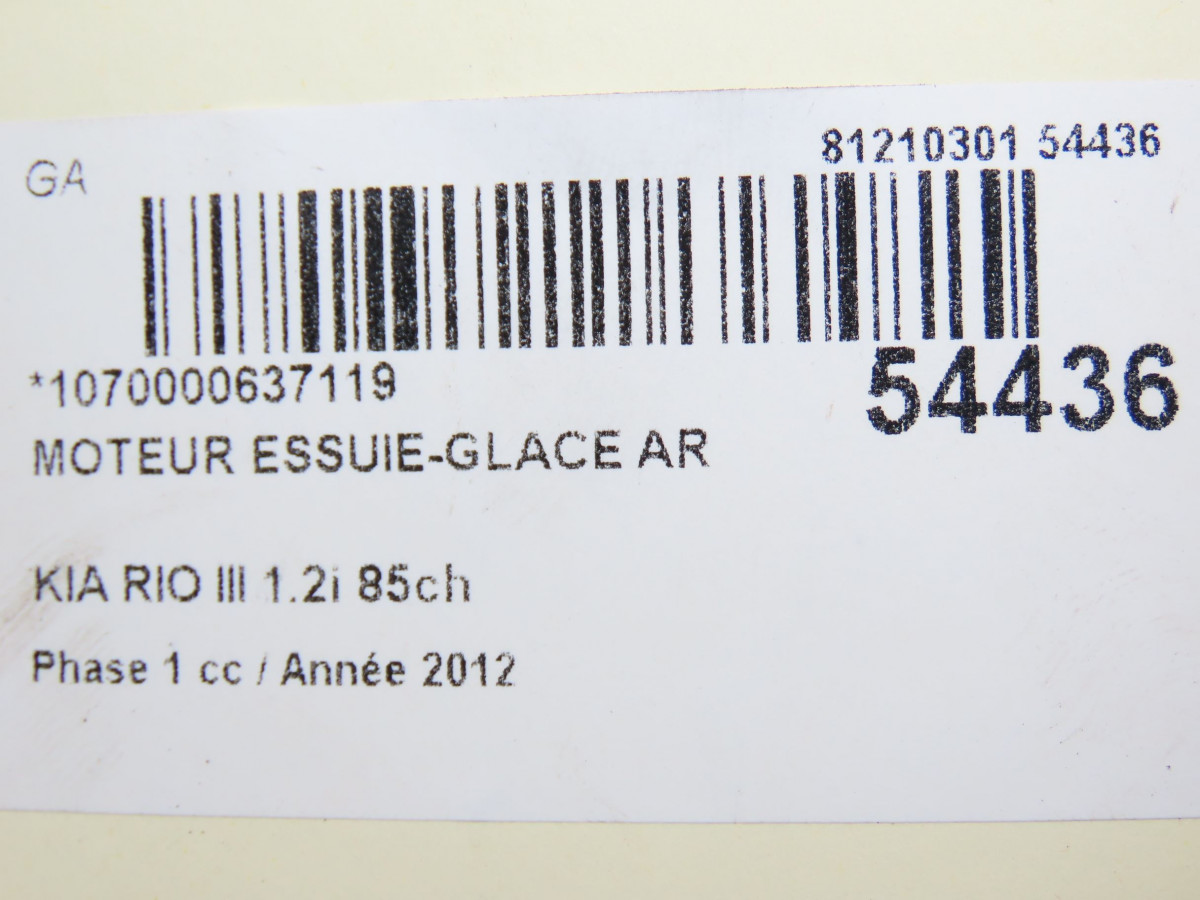 GA
81210301 54436
*1070000637119
54436
MOTEUR ESSUIE-GLACE AR
KIA RIO III 1.2i 85ch
Phase 1 cc / Année 2012